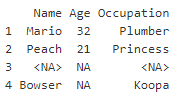 Name Age Occupation
1 Mario 32 Plumber
2 Peach 21 Princess
3 <NA> NA <NA>
4 Bowser NA Koopa